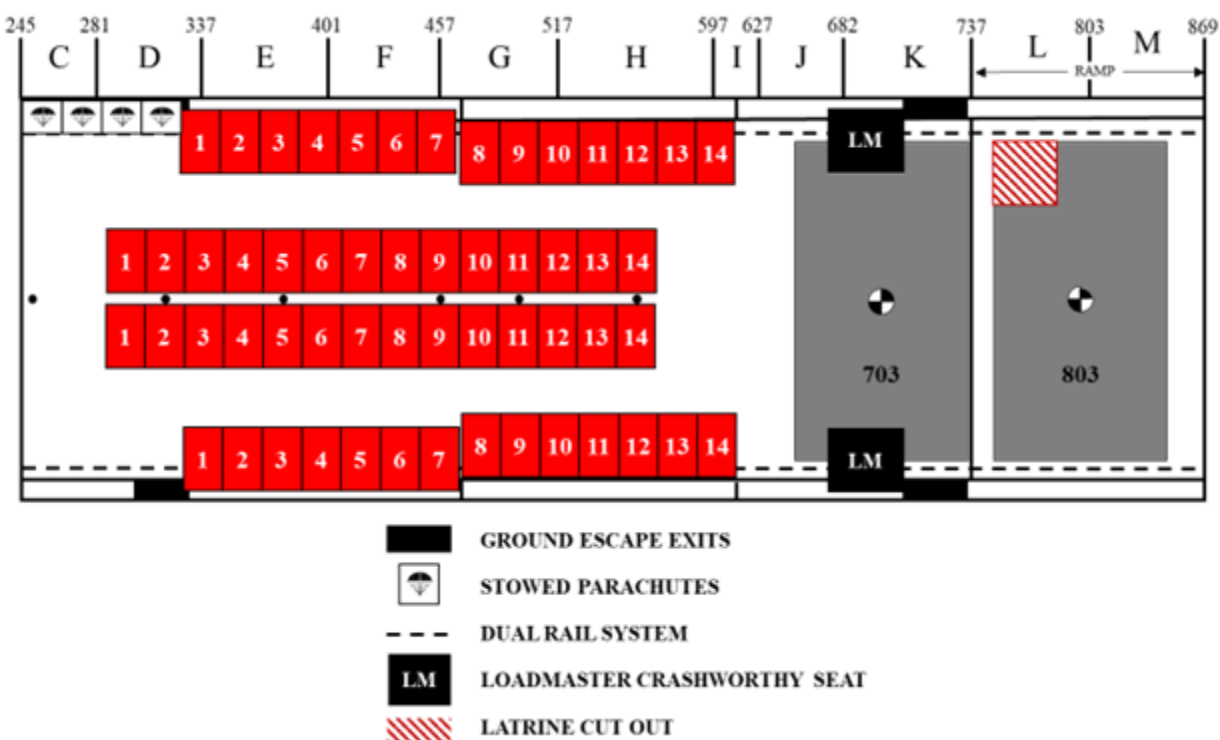 245 281 337 401 457 517 597 627 682 737 803 869
C D E F G H I J K L M
RAMP
1 2 3 4 5 6 7 8 9 10 11 12 13 14 LM
1 2 3 4 5 6 7 8 9 10 11 12 13 14
1 2 3 4 5 6 7 8 9 10 11 12 13 14
703 803
1 2 3 4 5 6 7 8 9 10 11 12 13 14 LM
GROUND ESCAPE EXITS
STOWED PARACHUTES
DUAL RAIL SYSTEM
LM LOADMASTER CRASHWORTHY SEAT
LATRINE CUT OUT